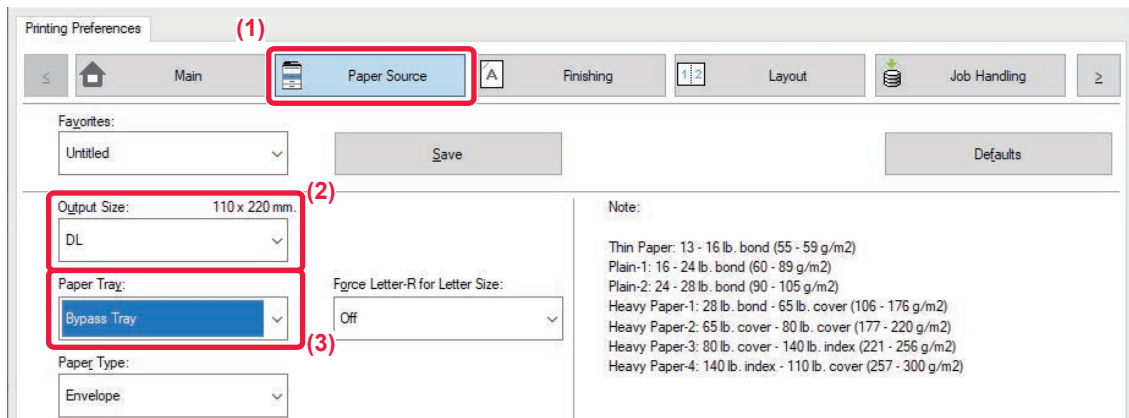 Printing Preferences
(1)
≤ Main Paper Source A Finishing 1 2 Layout Job Handling ≥
Favorites:
Untitled Save Defaults
(2)
Output Size: 110 x 220 mm.
DL
Paper Tray: Force Letter-R for Letter Size:
Bypass Tray Off
(3)
Paper Type:
Envelope
Note:
Thin Paper: 13 - 16 lb. bond (55 - 59 g/m2)
Plain-1: 16 - 24 lb. bond (60 - 89 g/m2)
Plain-2: 24 - 28 lb. bond (90 - 105 g/m2)
Heavy Paper-1: 28 lb. bond - 65 lb. cover (106 - 176 g/m2)
Heavy Paper-2: 65 lb. cover - 80 lb. cover (177 - 220 g/m2)
Heavy Paper-3: 80 lb. cover - 140 lb. index (221 - 256 g/m2)
Heavy Paper-4: 140 lb. index - 110 lb. cover (257 - 300 g/m2)